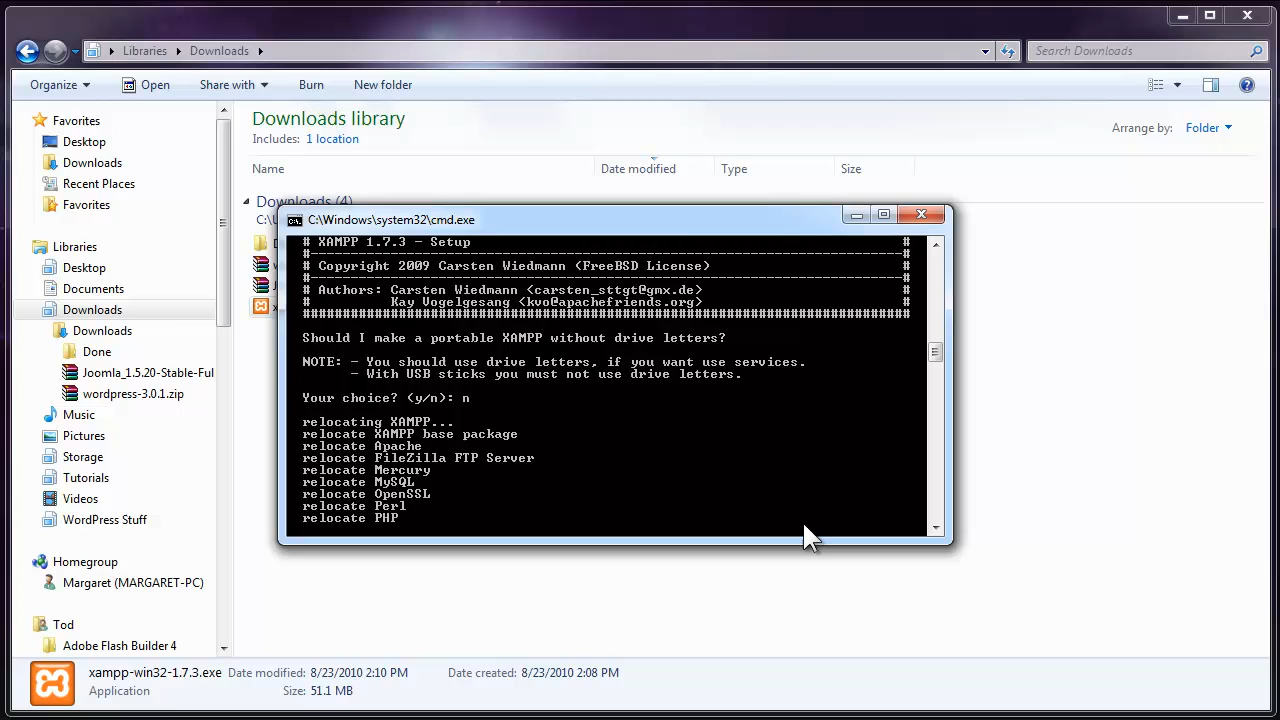 Libraries
Downloads
Search Downloads
Organize
Open
Share with
Burn
New folder
Favorites
Desktop
Downloads
Recent Places
Favorites
Libraries
Desktop
Documents
Downloads
Downloads
Done
Joomla_1.5.20-Stable-Ful
wordpress-3.0.1.zip
Music
Pictures
Storage
Tutorials
Videos
WordPress Stuff
Homegroup
Margaret (MARGARET-PC)
Tod
Adobe Flash Builder 4
Downloads library
Includes: 1 location
Arrange by: Folder
Name Date modified Type Size
Downloads (4)
C:\Windows\system32\cmd.exe
# XAMPP 1.7.3 - Setup #
#---------------------------------------------------------------------------#
# Copyright 2009 Carsten Wiedmann (FreeBSD License) #
#---------------------------------------------------------------------------#
# Authors: Carsten Wiedmann <carsten_sttgt@gmx.de> #
# Kay Vogelgesang <kvo@apachefriends.org> #
############################################################################
Should I make a portable XAMPP without drive letters?
NOTE: - You should use drive letters, if you want use services.
- With USB sticks you must not use drive letters.
Your choice? (y/n): n
relocating XAMPP...
relocate XAMPP base package
relocate Apache
relocate FileZilla FTP Server
relocate Mercury
relocate MySQL
relocate OpenSSL
relocate Perl
relocate PHP
xampp-win32-1.7.3.exe Date modified: 8/23/2010 2:10 PM Date created: 8/23/2010 2:08 PM
Application Size: 51.1 MB